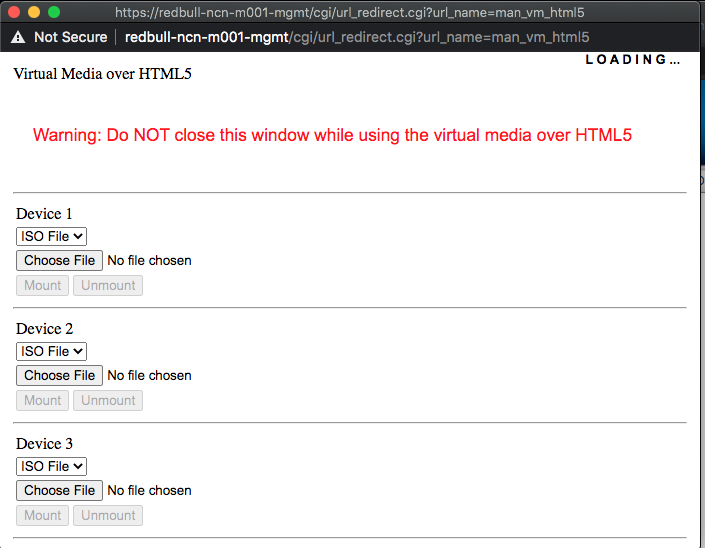 https://redbull-ncn-m001-mgmt/cgi/url_redirect.cgi?url_name=man_vm_html5
Not Secure redbull-ncn-m001-mgmt/cgi/url_redirect.cgi?url_name=man_vm_html5
LOADING…
Virtual Media over HTML5
Warning: Do NOT close this window while using the virtual media over HTML5
Device 1
ISO File
Choose File No file chosen
Mount Unmount
Device 2
ISO File
Choose File No file chosen
Mount Unmount
Device 3
ISO File
Choose File No file chosen
Mount Unmount